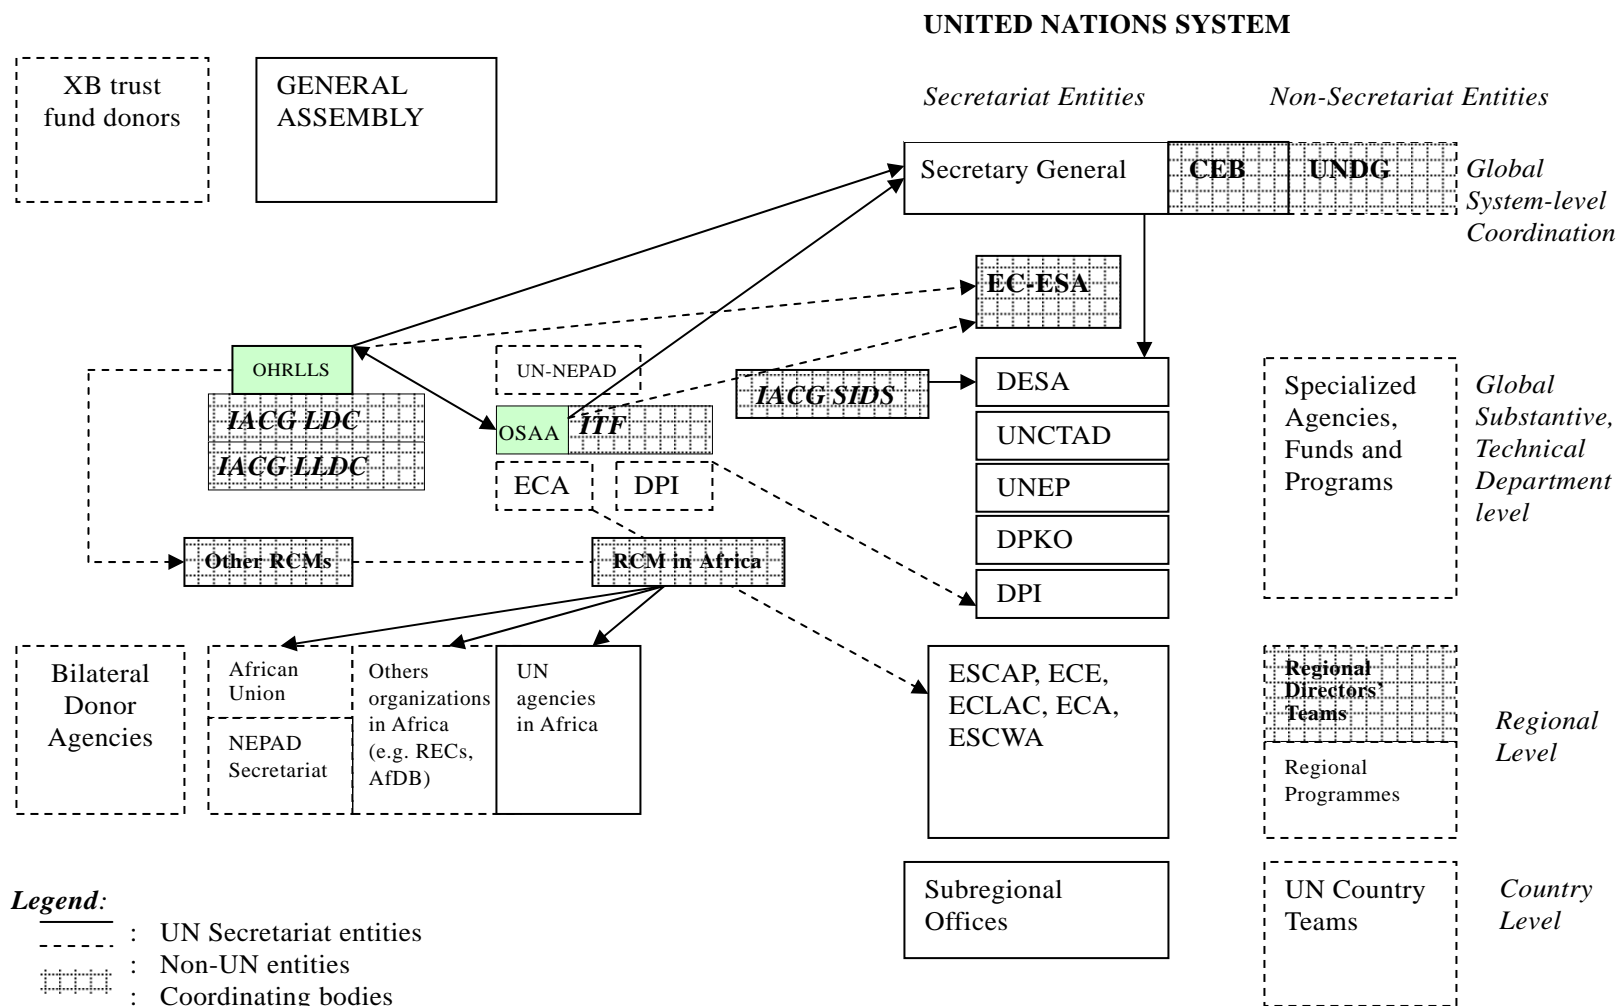 UNITED NATIONS SYSTEM
XB trust
fund donors
GENERAL
ASSEMBLY
Secretariat Entities
Non-Secretariat Entities
Secretary General
CEB
UNDG
Global
System-level
Coordination
EC-ESA
OHRLLS
IACG LDC
IACG LLDC
UN-NEPAD
OSAA
ITF
ECA
DPI
IACG SIDS
DESA
UNCTAD
UNEP
DPKO
DPI
Specialized
Agencies,
Funds and
Programs
Global
Substantive,
Technical
Department
level
Other RCMs
RCM in Africa
Bilateral
Donor
Agencies
African
Union
NEPAD
Secretariat
Others
organizations
in Africa
(e.g. RECs,
AfDB)
UN
agencies
in Africa
ESCAP, ECE,
ECLAC, ECA,
ESCWA
Regional
Directors'
Teams
Regional
Programmes
Regional
Level
Subregional
Offices
UN Country
Teams
Country
Level
Legend:
: UN Secretariat entities
: Non-UN entities
: Coordinating bodies